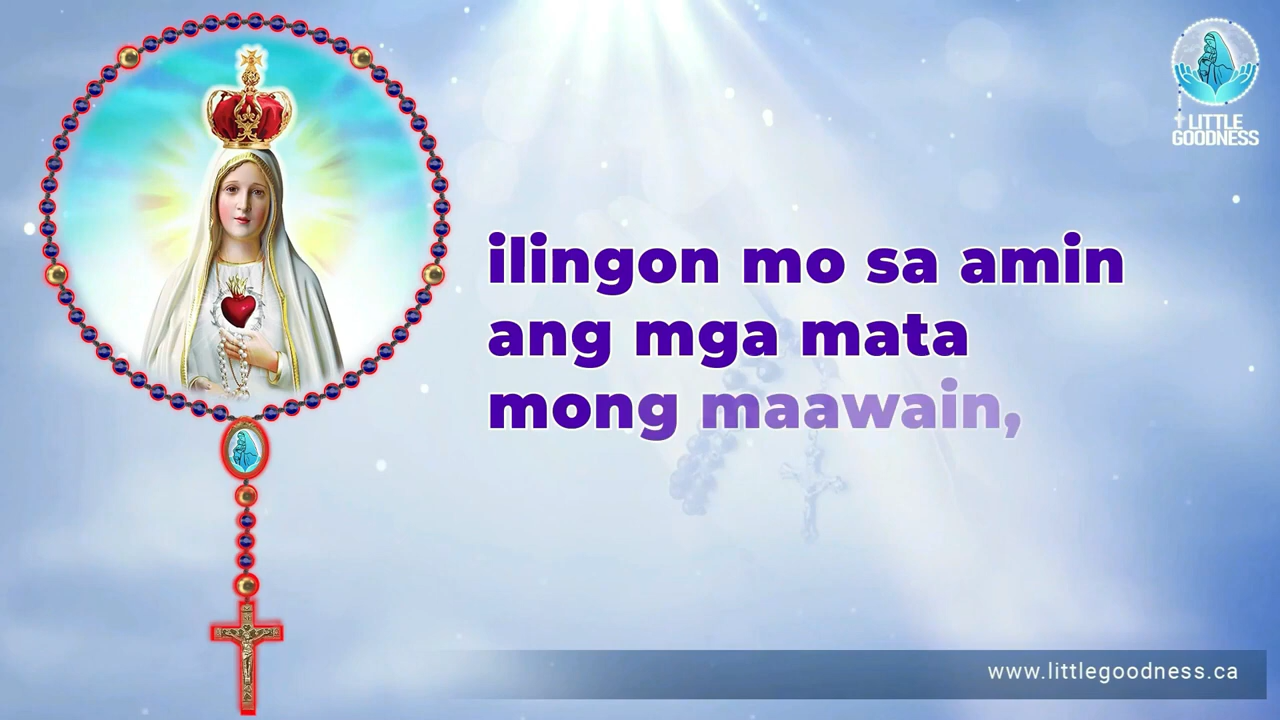 LITTLE
GOODNESS
ilingon mo sa amin
ang mga mata
mong maawain,
www.littlegoodness.ca